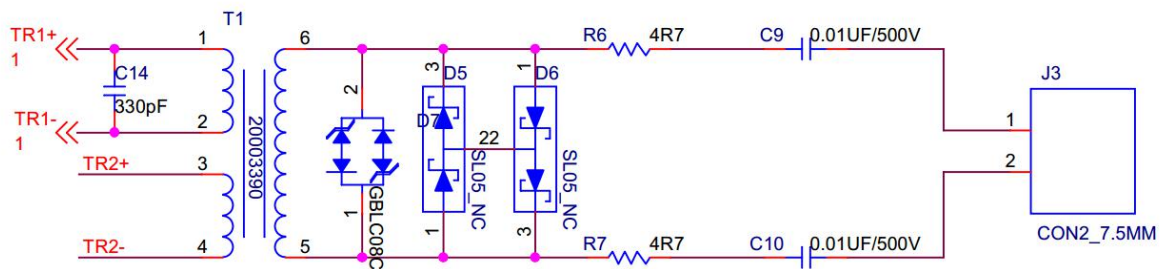 T1
TR1+
1
1
6
R6
4R7
C9
0.01UF/500V
J3
C14
330pF
2
3
D5
1
D6
D7
1
TR1-
1
2
20003390
22
2
TR2+
3
SL05_NC
SL05_NC
GBLC08C
1
1
3
TR2-
4
5
R7
4R7
C10
0.01UF/500V
CON2_7.5MM